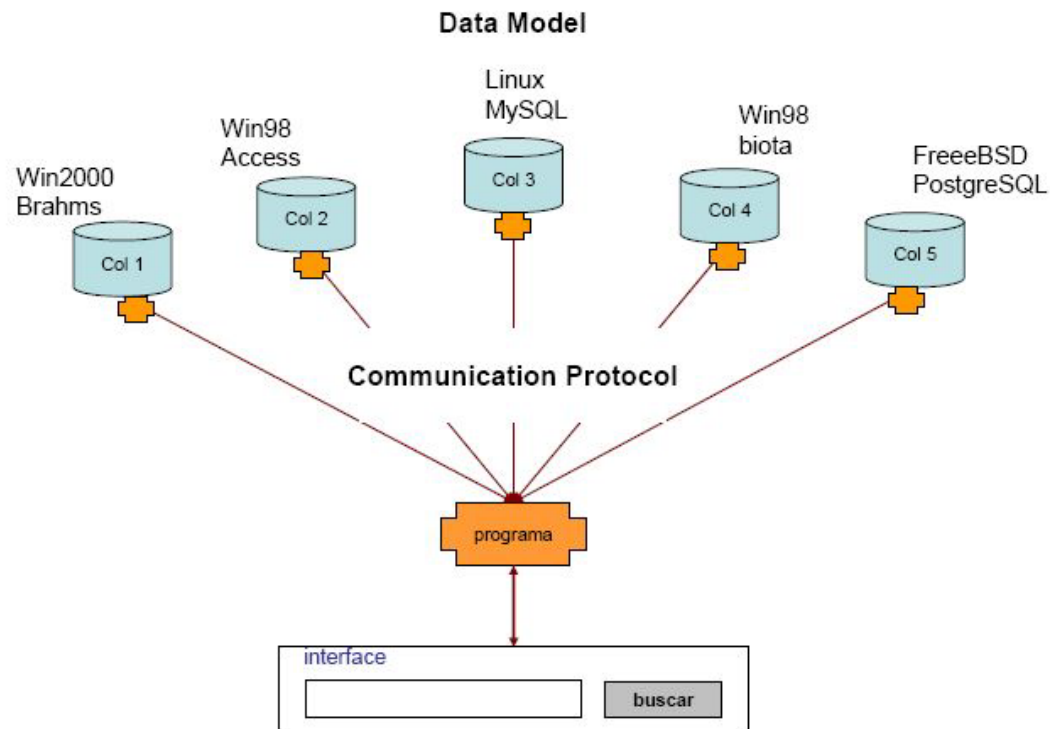 Data Model
Linux
MySQL
Win98
Access
Win98
biota
Win2000
Brahms
FreeeBSD
PostgreSQL
Col 1
Col 2
Col 3
Col 4
Col 5
Communication Protocol
programa
interface
buscar